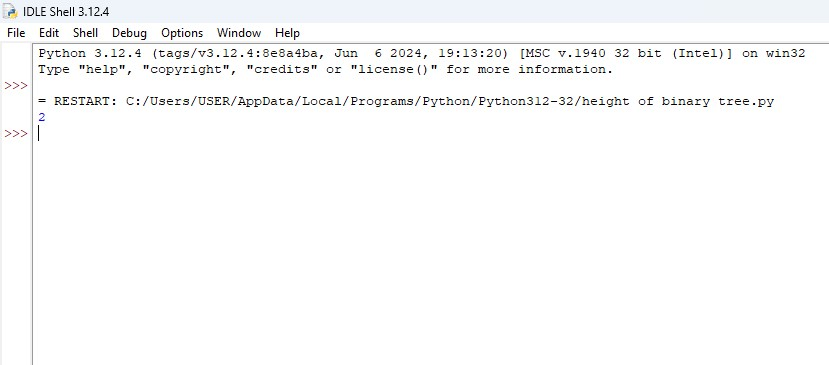 IDLE Shell 3.12.4
File Edit Shell Debug Options Window Help
Python 3.12.4 (tags/v3.12.4:8e8a4ba, Jun  6 2024, 19:13:20) [MSC v.1940 32 bit (Intel)] on win32
Type "help", "copyright", "credits" or "license()" for more information.
>>>
= RESTART: C:/Users/USER/AppData/Local/Programs/Python/Python312-32/height of binary tree.py
2
>>>